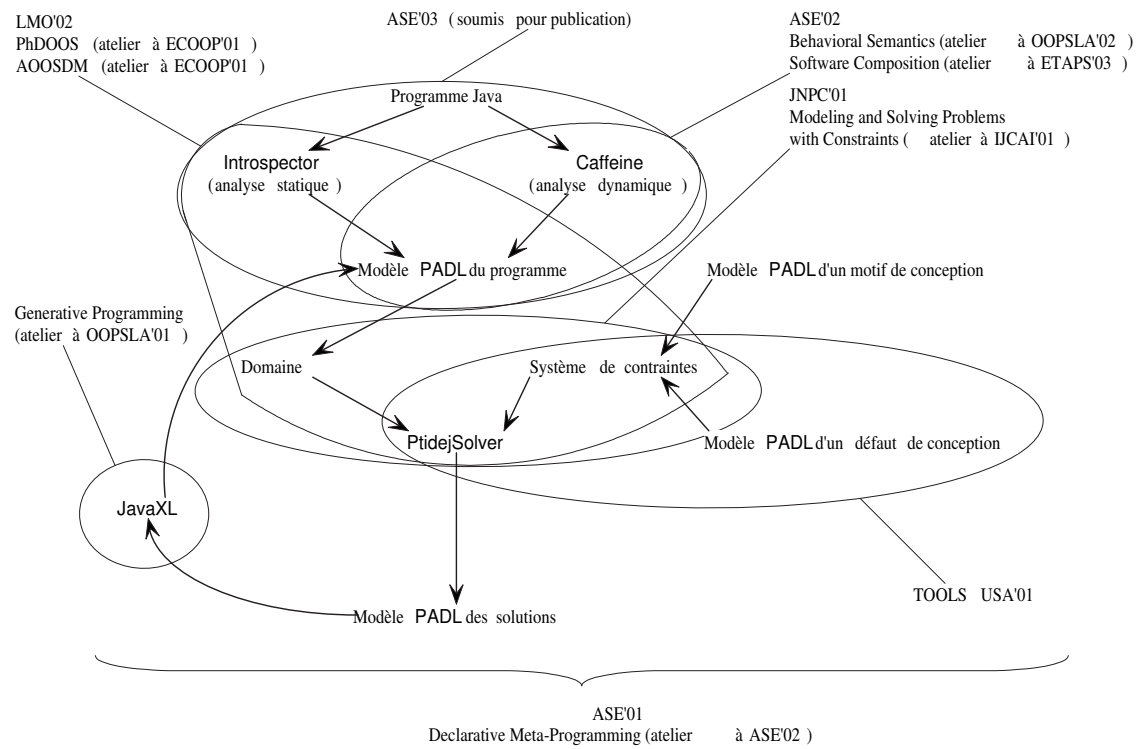 LMO'02
PhDOOS (atelier à ECOOP'01 )
AOOSDM (atelier à ECOOP'01 )
ASE'03 (soumis pour publication)
ASE'02
Behavioral Semantics (atelier à OOPSLA'02 )
Software Composition (atelier à ETAPS'03 )
JNPC'01
Modeling and Solving Problems
with Constraints ( atelier à IJCAI'01 )
Programme Java
Introspector
(analyse statique )
Caffeine
(analyse dynamique )
Modèle PADL du programme
Modèle PADL d'un motif de conception
Generative Programming
(atelier à OOPSLA'01 )
Domaine
Système de contraintes
PtidejSolver
Modèle PADL d'un défaut de conception
JavaXL
TOOLS USA'01
Modèle PADL des solutions
ASE'01
Declarative Meta-Programming (atelier à ASE'02 )